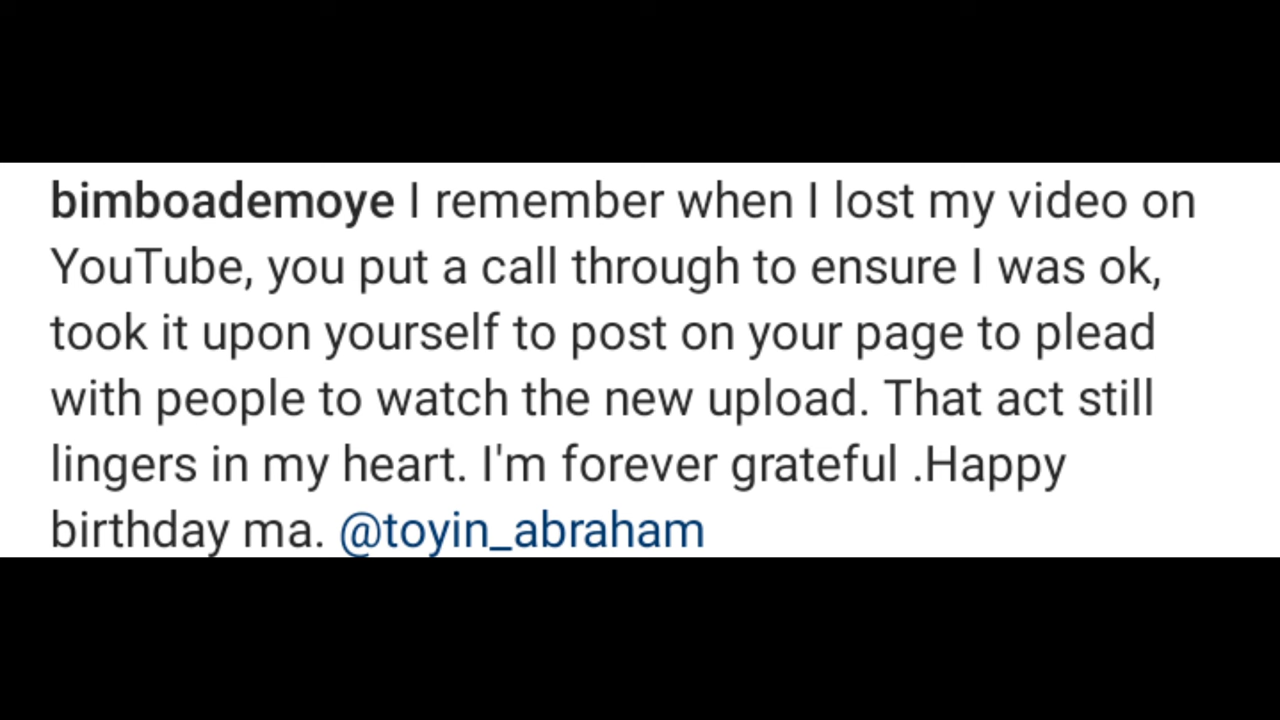 bimboademoye I remember when I lost my video on
YouTube, you put a call through to ensure I was ok,
took it upon yourself to post on your page to plead
with people to watch the new upload. That act still
lingers in my heart. I'm forever grateful .Happy
birthday ma. @toyin_abraham